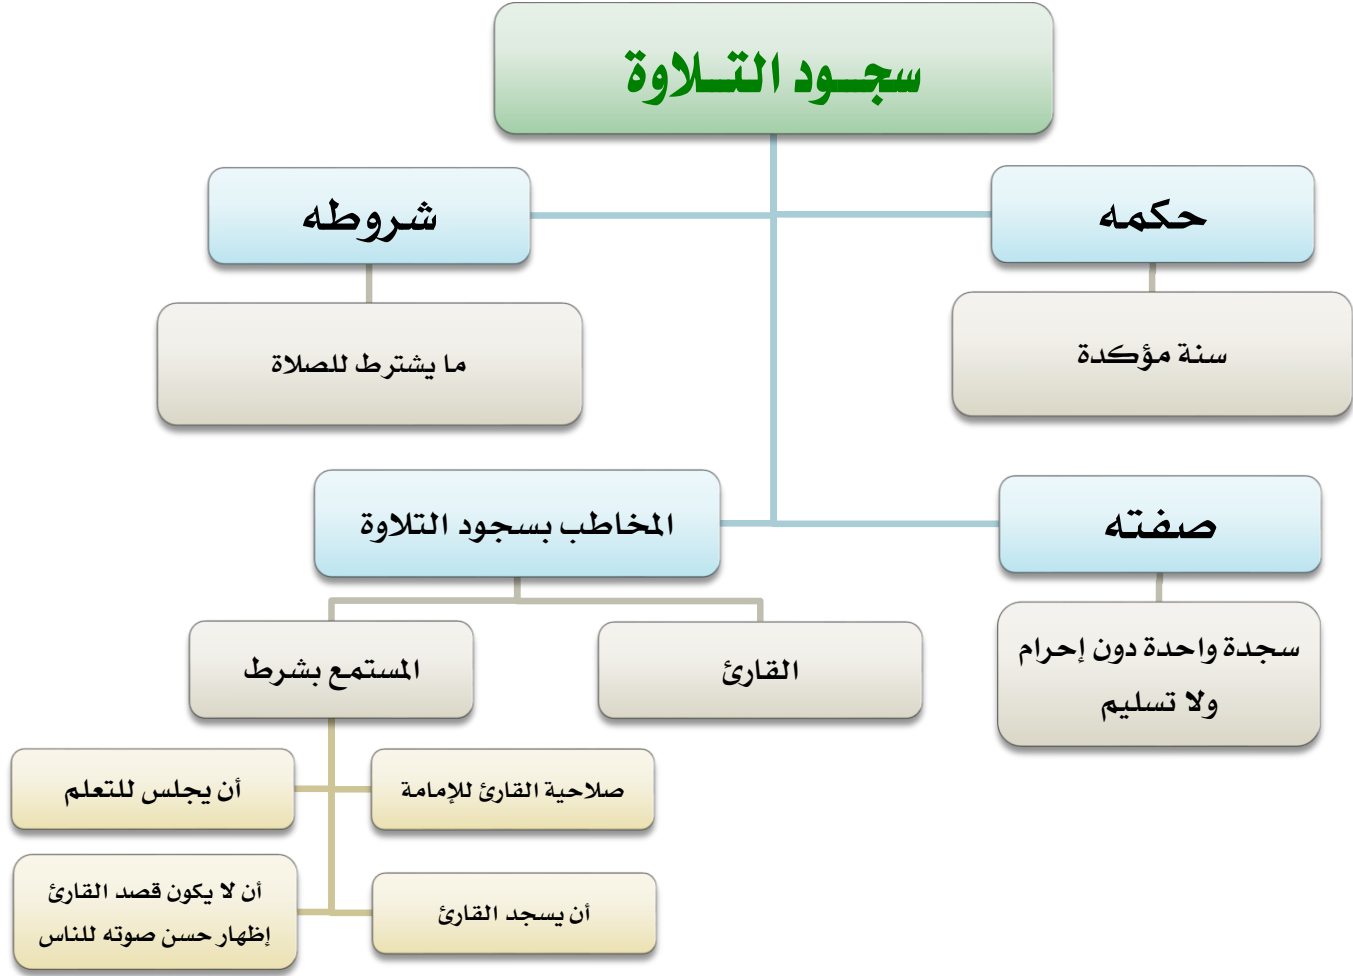 سجـــود التـــلاوة
حكمه
شروطه
سنة مؤكدة
ما يشترط للصلاة
صفته
المخاطب بسجود التلاوة
سجدة واحدة دون إحرام
ولا تسليم
القارئ
المستمع بشرط
صلاحية القارئ للإمامة
أن يجلس للتعلم
أن يسجد القارئ
أن لا يكون قصد القارئ
إظهار حسن صوته للناس